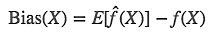 Bias(X) = E[f̂(X)] − f(X)